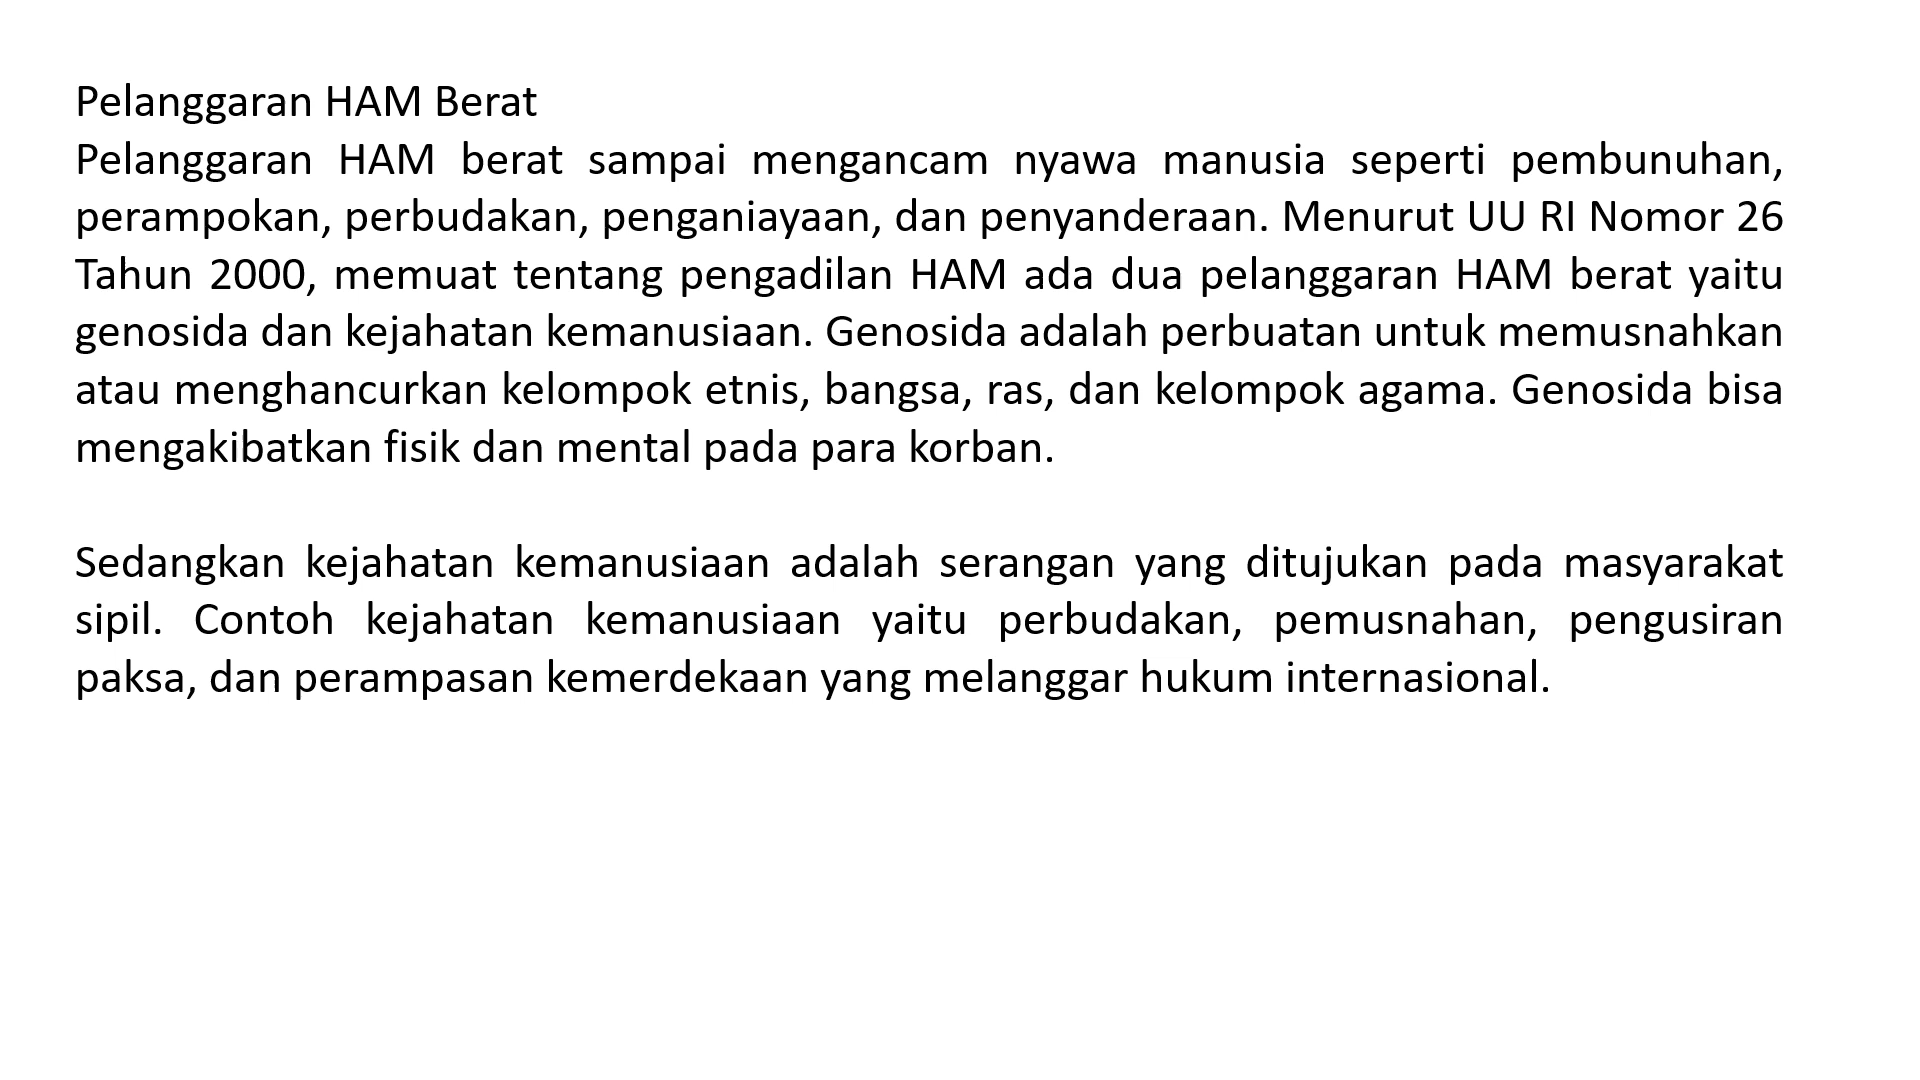 Pelanggaran HAM Berat
Pelanggaran HAM berat sampai mengancam nyawa manusia seperti pembunuhan,
perampokan, perbudakan, penganiayaan, dan penyanderaan. Menurut UU RI Nomor 26
Tahun 2000, memuat tentang pengadilan HAM ada dua pelanggaran HAM berat yaitu
genosida dan kejahatan kemanusiaan. Genosida adalah perbuatan untuk memusnahkan
atau menghancurkan kelompok etnis, bangsa, ras, dan kelompok agama. Genosida bisa
mengakibatkan fisik dan mental pada para korban.
Sedangkan kejahatan kemanusiaan adalah serangan yang ditujukan pada masyarakat
sipil. Contoh kejahatan kemanusiaan yaitu perbudakan, pemusnahan, pengusiran
paksa, dan perampasan kemerdekaan yang melanggar hukum internasional.